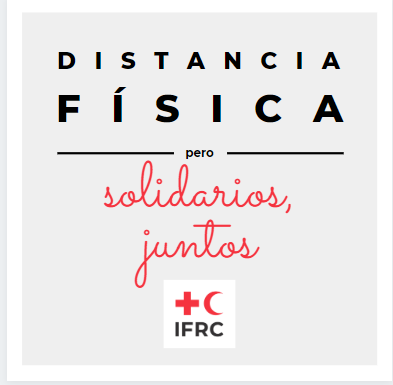 DISTANCIA
FÍSICA
pero
solidarios,
juntos
IFRC